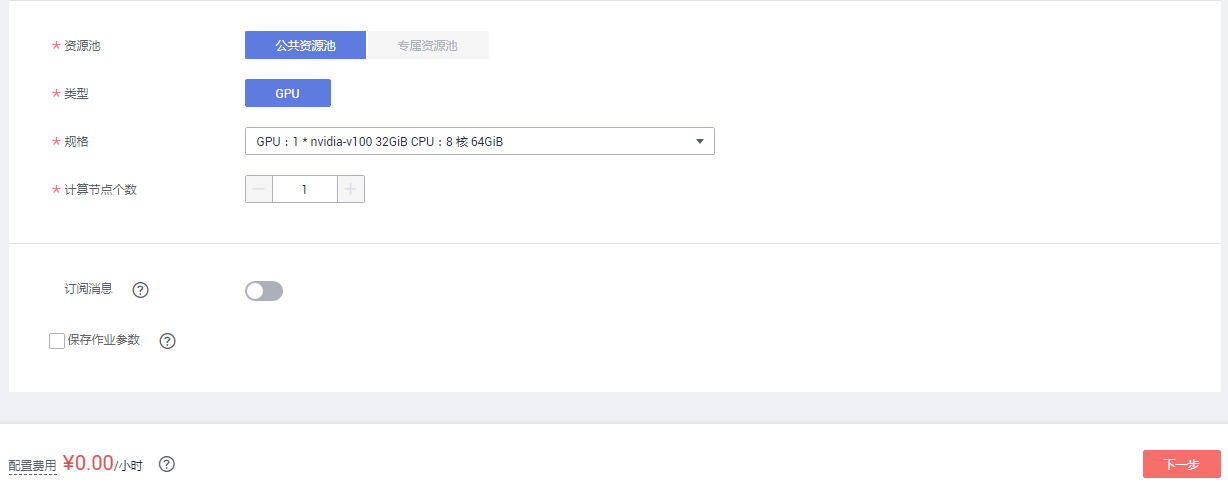 * 资源池 公共资源池 专属资源池
* 类型 GPU
* 规格 GPU：1 * nvidia-v100 32GiB CPU：8 核 64GiB
* 计算节点个数 1
订阅消息 ?
保存作业参数 ?
配置费用 ¥0.00/小时 ? 下一步